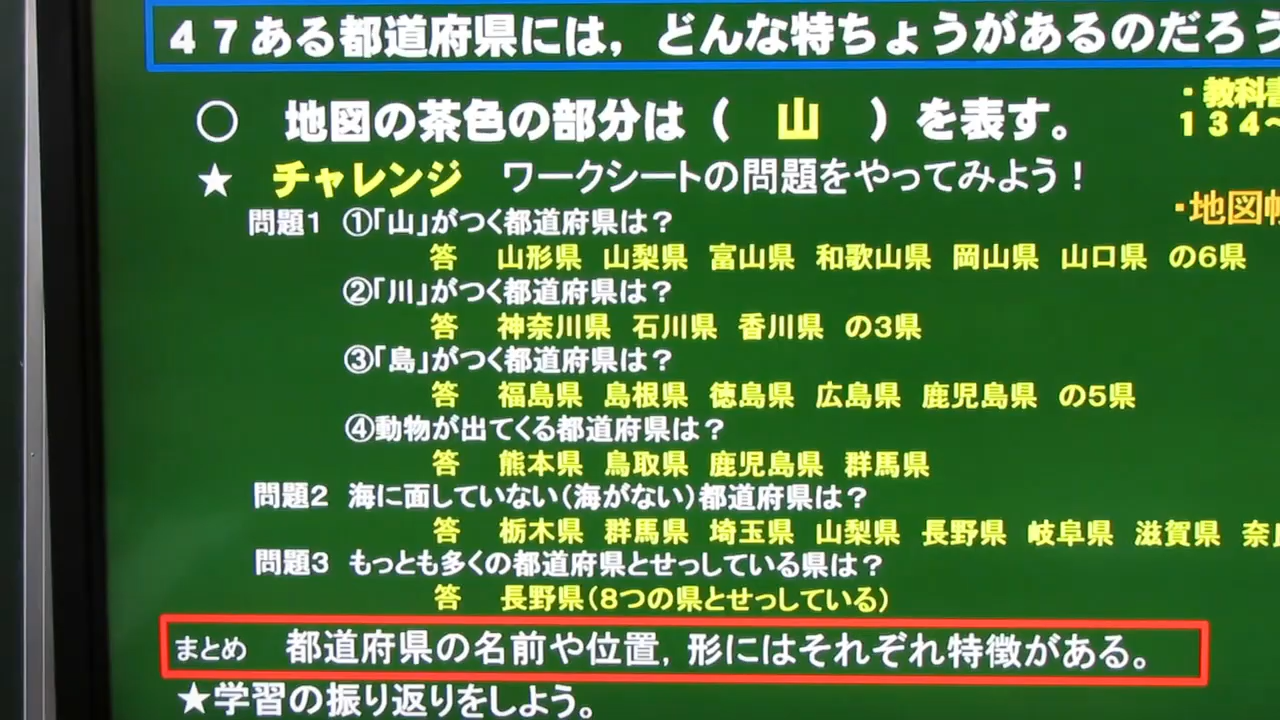 47ある都道府県には，どんな特ちょうがあるのだろう
○　地図の茶色の部分は（　山　）を表す。
・教科書
134〜
★　チャレンジ　ワークシートの問題をやってみよう！
・地図帳
問題1　①「山」がつく都道府県は？
答　山形県　山梨県　富山県　和歌山県　岡山県　山口県　の6県
②「川」がつく都道府県は？
答　神奈川県　石川県　香川県　の3県
③「島」がつく都道府県は？
答　福島県　島根県　徳島県　広島県　鹿児島県　の5県
④動物が出てくる都道府県は？
答　熊本県　鳥取県　鹿児島県　群馬県
問題2　海に面していない（海がない）都道府県は？
答　栃木県　群馬県　埼玉県　山梨県　長野県　岐阜県　滋賀県　奈良
問題3　もっとも多くの都道府県とせっしている県は？
答　長野県（8つの県とせっしている）
まとめ　都道府県の名前や位置，形にはそれぞれ特徴がある。
★学習の振り返りをしよう。